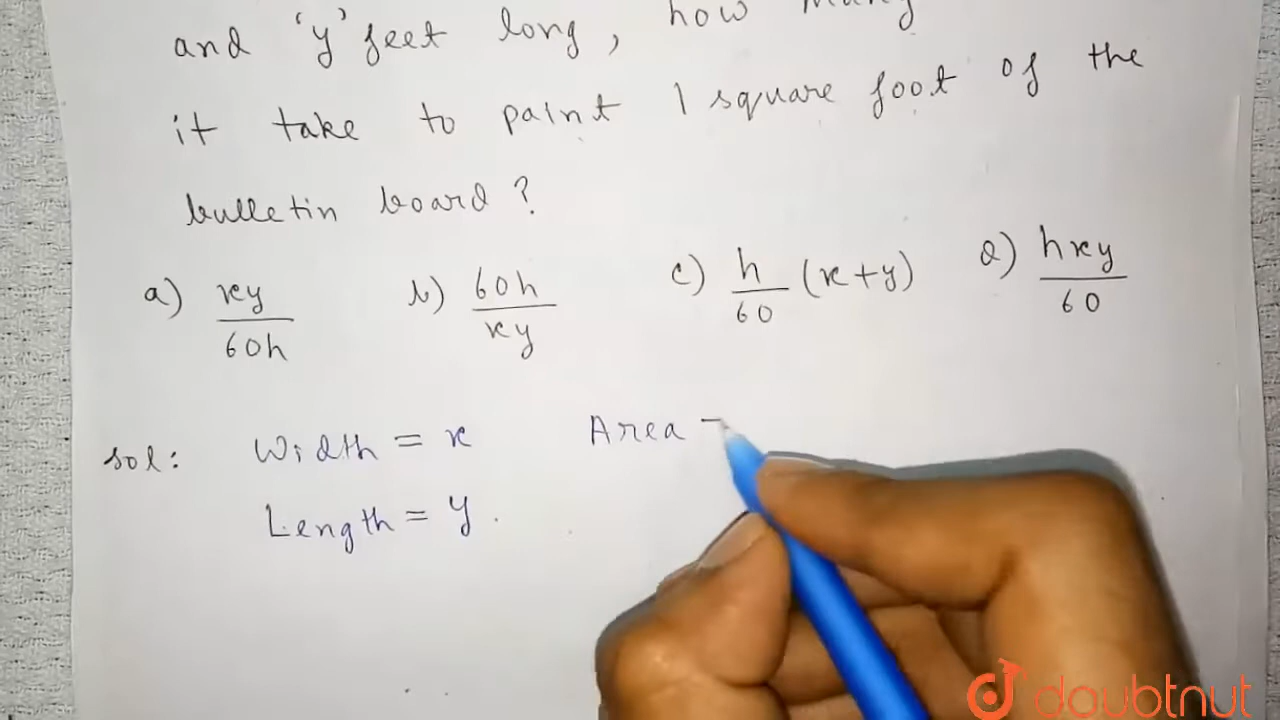 and 'y' feet long, how many
it take to paint 1 square foot of the
bulletin board?
a) xy/60h b) 60h/xy c) h/60 (x+y) d) hxy/60
Sol: Width = x Area =
Length = y.
doubtnut